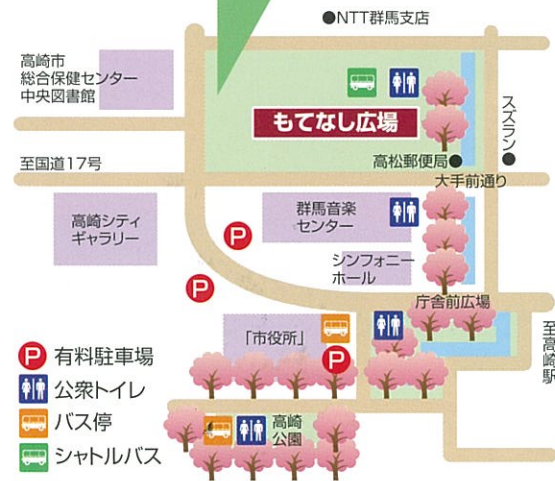 ●NTT群馬支店
高崎市
総合保健センター
中央図書館
もてなし広場
スズラン
高松郵便局
至国道17号
大手前通り
高崎シティ
ギャラリー
群馬音楽
センター
P
シンフォニー
ホール
P
庁舎前広場
「市役所」
至高崎駅
P
P 有料駐車場
公衆トイレ
バス停
シャトルバス
高崎
公園